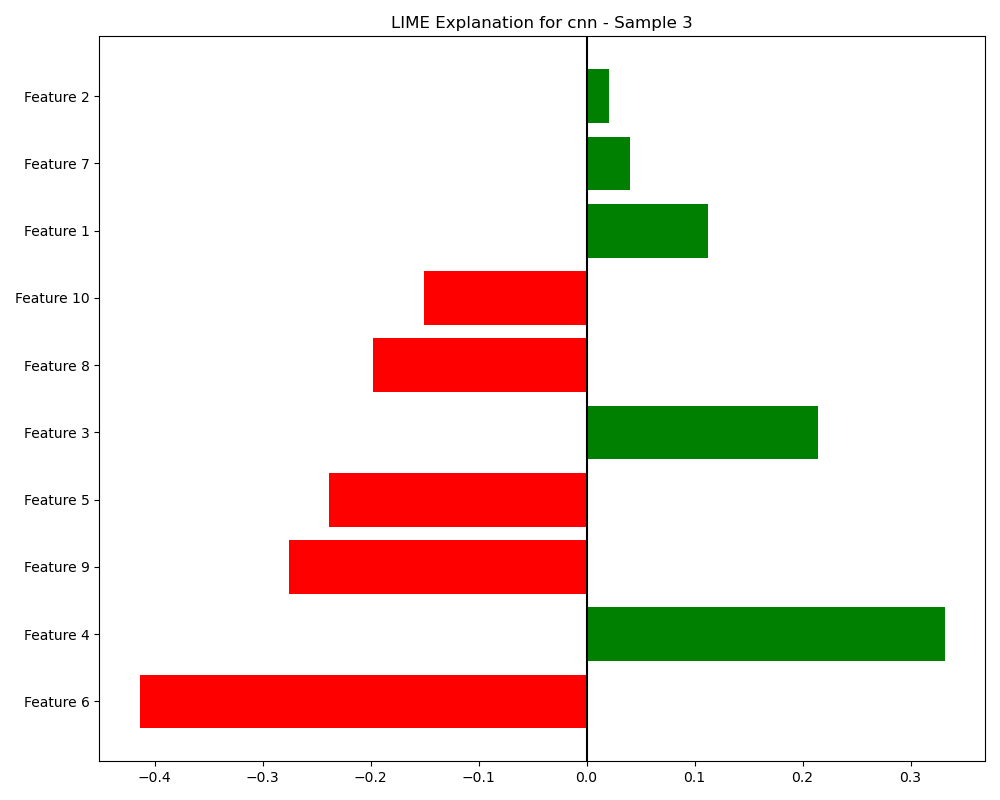 LIME Explanation for cnn - Sample 3
Feature 2
Feature 7
Feature 1
Feature 10
Feature 8
Feature 3
Feature 5
Feature 9
Feature 4
Feature 6
−0.4 −0.3 −0.2 −0.1 0.0 0.1 0.2 0.3